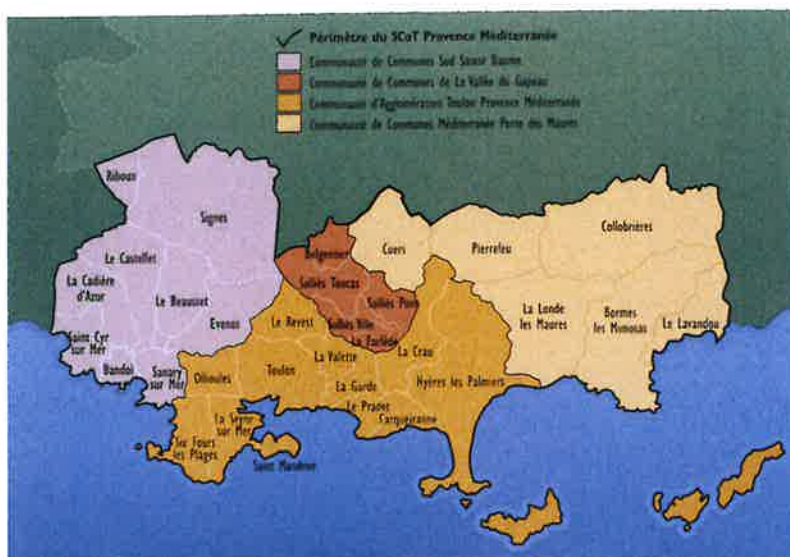 Périmètre du SCoT Provence Méditerranée
Communauté de Communes Sud Sainte Baume
Communauté de Communes de La Vallée du Gapeau
Communauté d'Agglomération Toulon Provence Méditerranée
Communauté de Communes Méditerranée Porte des Maures
Riboux
Signes
Collobrières
Cuers
Pierrefeu
Belgentier
Le Castellet
Solliès Toucas
La Cadière
d'Azur
Le Beausset
Solliès Pont
La Londe
les Maures
Bormes
les Mimosas
Le Lavandou
Evenos
Le Revest
Solliès Ville
La Farlède
Saint Cyr
sur Mer
La Valette
La Crau
Bandol
Sanary
sur Mer
Ollioules
Toulon
La Garde
Hyères les Palmiers
Le Pradet
Carqueiranne
La Seyne
sur Mer
Six Fours
les Plages
Saint Mandrier